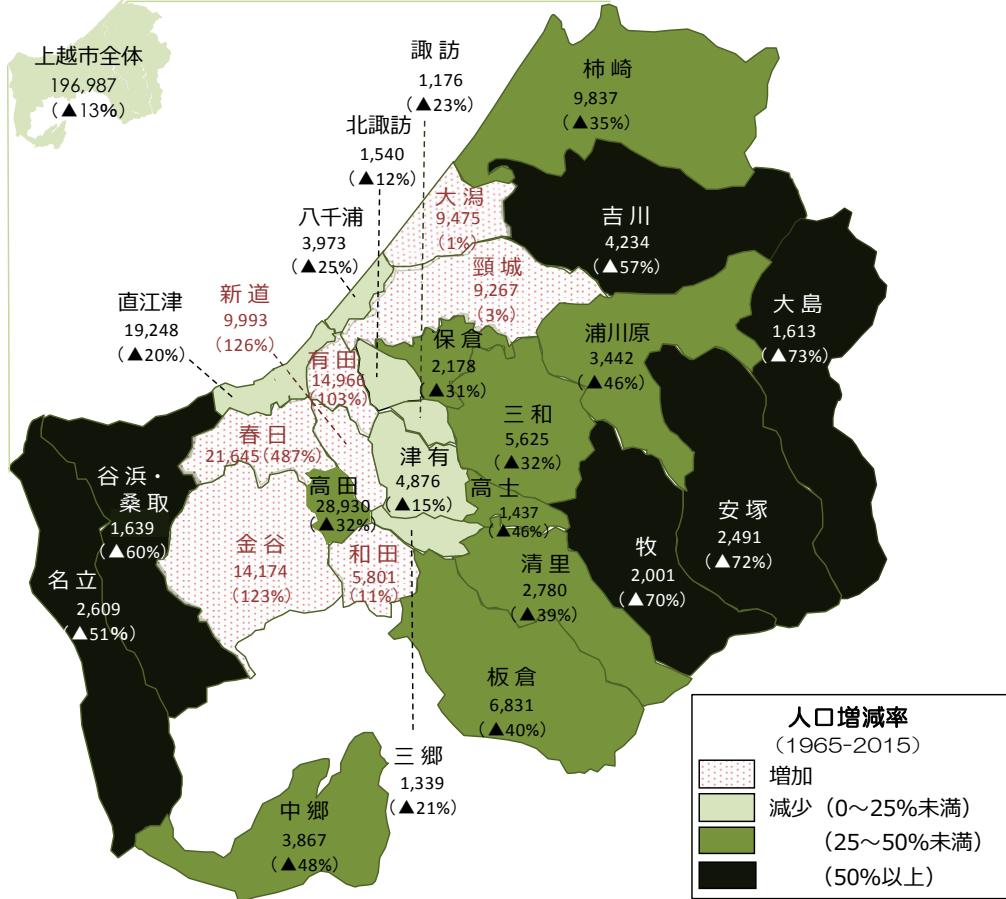 上越市全体
196,987
(▲13%)
諏訪
1,176
(▲23%)
柿崎
9,837
(▲35%)
北諏訪
1,540
(▲12%)
大潟
9,475
(1%)
吉川
4,234
(▲57%)
八千浦
3,973
(▲25%)
頸城
9,267
(3%)
新道
9,993
(126%)
直江津
19,248
(▲20%)
大島
1,613
(▲73%)
浦川原
3,442
(▲46%)
保倉
2,178
(▲31%)
有田
14,966
(103%)
三和
5,625
(▲32%)
春日
21,645(487%)
津有
4,876
(▲15%)
谷浜・
桑取
1,639
(▲60%)
高田
28,930
(▲32%)
高士
1,437
(▲46%)
安塚
2,491
(▲72%)
金谷
14,174
(123%)
和田
5,801
(11%)
牧
2,001
(▲70%)
清里
2,780
(▲39%)
名立
2,609
(▲51%)
板倉
6,831
(▲40%)
三郷
1,339
(▲21%)
中郷
3,867
(▲48%)
人口増減率
(1965-2015)
増加
減少(0～25%未満)
(25～50%未満)
(50%以上)